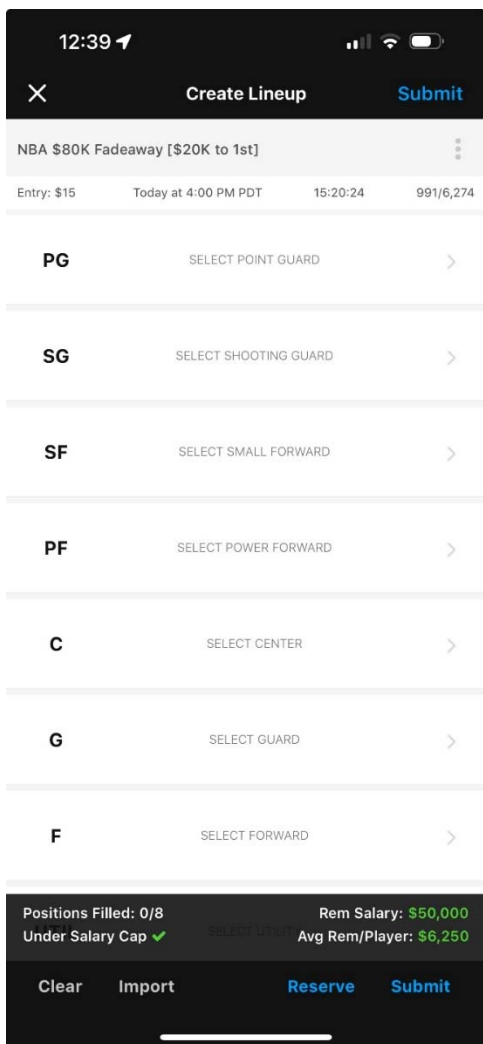 12:39
Create Lineup Submit
NBA $80K Fadeaway [$20K to 1st]
Entry: $15 Today at 4:00 PM PDT 15:20:24 991/6,274
PG SELECT POINT GUARD
SG SELECT SHOOTING GUARD
SF SELECT SMALL FORWARD
PF SELECT POWER FORWARD
C SELECT CENTER
G SELECT GUARD
F SELECT FORWARD
UTIL SELECT UTILITY
Positions Filled: 0/8 Rem Salary: $50,000
Under Salary Cap ✔ Avg Rem/Player: $6,250
Clear Import Reserve Submit